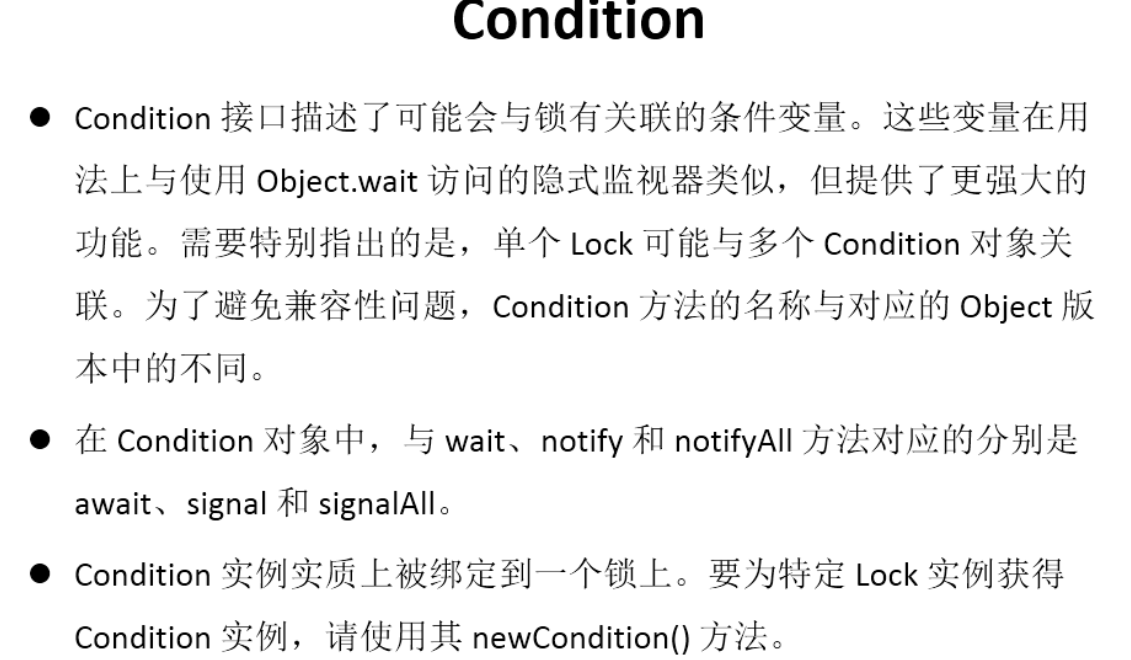 Condition
● Condition 接口描述了可能会与锁有关联的条件变量。这些变量在用
法上与使用 Object.wait 访问的隐式监视器类似，但提供了更强大的
功能。需要特别指出的是，单个 Lock 可能与多个 Condition 对象关
联。为了避免兼容性问题，Condition 方法的名称与对应的 Object 版
本中的不同。
● 在 Condition 对象中，与 wait、notify 和 notifyAll 方法对应的分别是
await、signal 和 signalAll。
● Condition 实例实质上被绑定到一个锁上。要为特定 Lock 实例获得
Condition 实例，请使用其 newCondition() 方法。